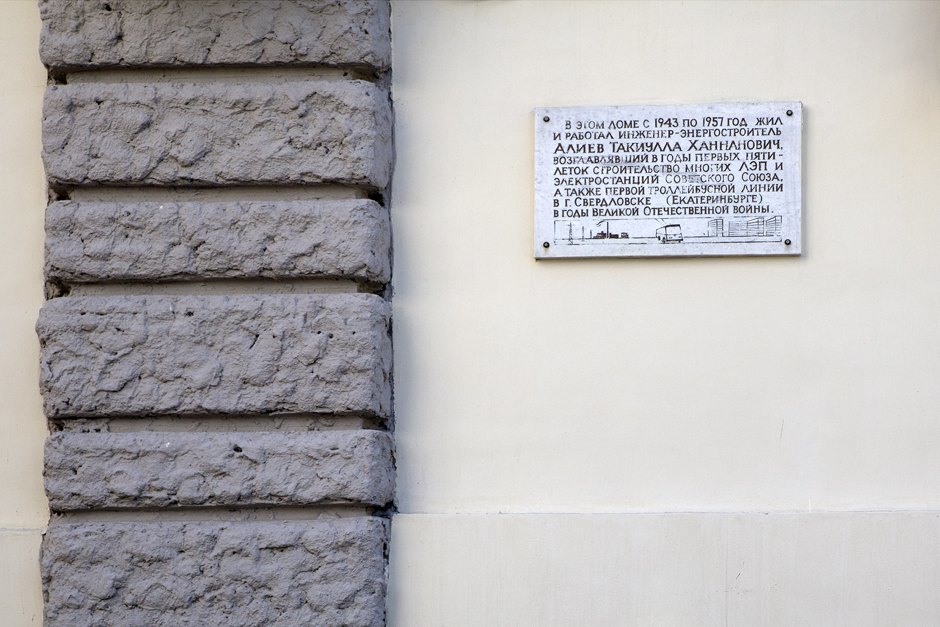 В ЭТОМ ДОМЕ С 1943 ПО 1957 ГОД ЖИЛ
И РАБОТАЛ ИНЖЕНЕР-ЭНЕРГОСТРОИТЕЛЬ
АЛИЕВ ТАКИУЛЛА ХАННАНОВИЧ,
ВОЗГЛАВЛЯВШИЙ В ГОДЫ ПЕРВЫХ ПЯТИ-
ЛЕТОК СТРОИТЕЛЬСТВО МНОГИХ ЛЭП И
ЭЛЕКТРОСТАНЦИЙ СОВЕТСКОГО СОЮЗА,
А ТАКЖЕ ПЕРВОЙ ТРОЛЛЕЙБУСНОЙ ЛИНИИ
В Г. СВЕРДЛОВСКЕ (ЕКАТЕРИНБУРГЕ)
В ГОДЫ ВЕЛИКОЙ ОТЕЧЕСТВЕННОЙ ВОЙНЫ.